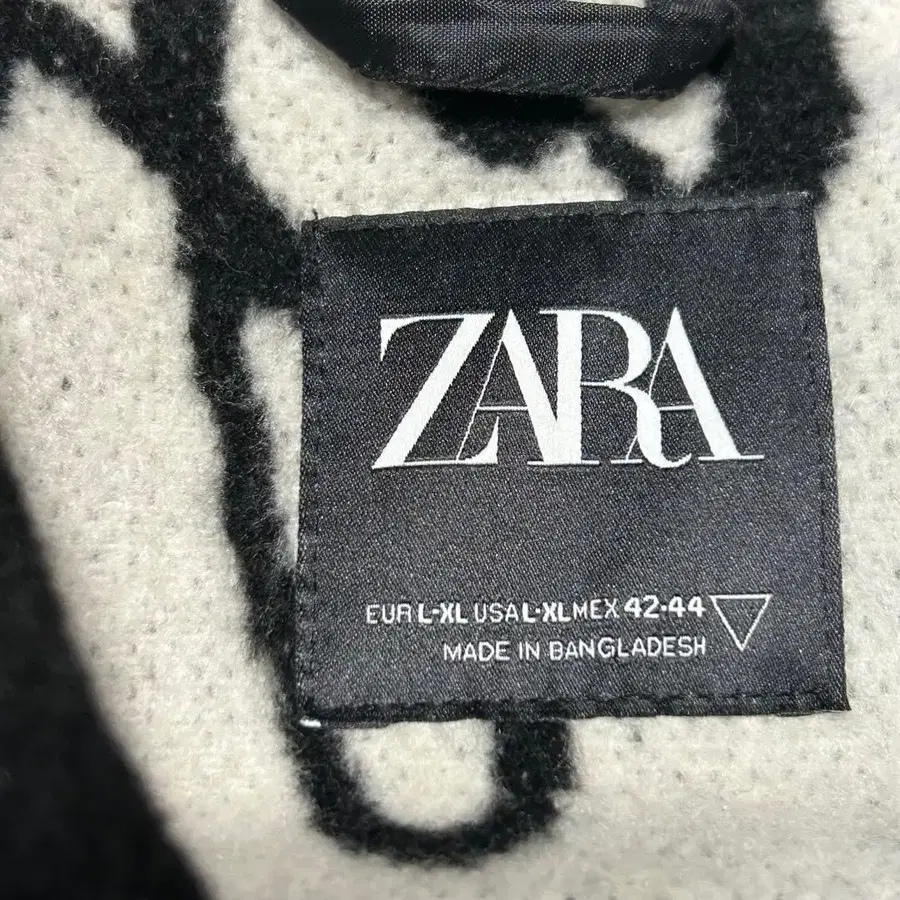 ZARA
EUR L-XL USA L-XL MEX 42-44
MADE IN BANGLADESH